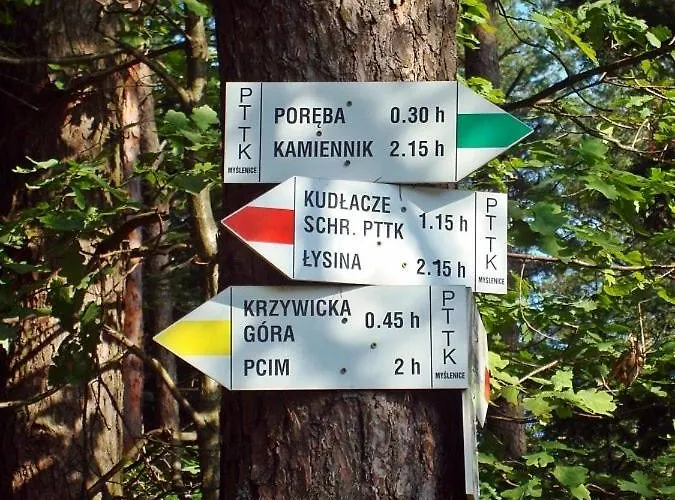 PTTK
MYŚLENICE
PORĘBA 0.30 h
KAMIENNIK 2.15 h
KUDŁACZE
SCHR. PTTK 1.15 h
ŁYSINA 2.15 h
PTTK
MYŚLENICE
KRZYWICKA
GÓRA 0.45 h
PCIM 2 h
PTTK
MYŚLENICE